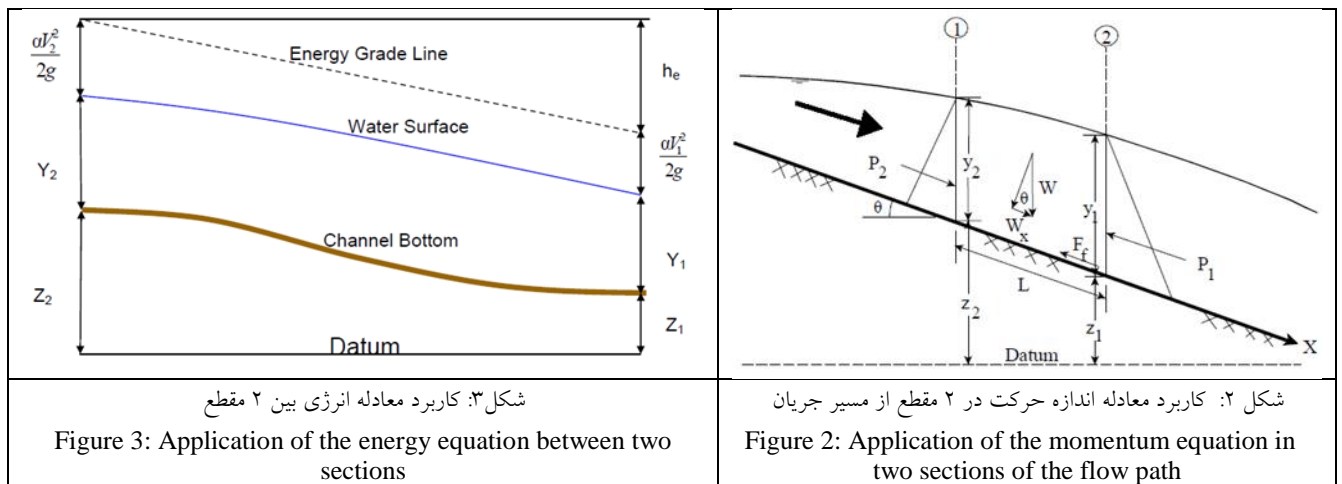 αV₂²
2g
Energy Grade Line
hₑ
Water Surface
αV₁²
2g
Y₂
Channel Bottom
Y₁
Z₂
Z₁
Datum
1
2
P₂
y₂
W
θ
θ
Wₓ
y₁
F_f
P₁
L
z₂
z₁
X
Datum
شکل۳: کاربرد معادله انرژی بین ۲ مقطع
Figure 3: Application of the energy equation between two
sections
شکل ۲: کاربرد معادله اندازه حرکت در ۲ مقطع از مسیر جریان
Figure 2: Application of the momentum equation in
two sections of the flow path